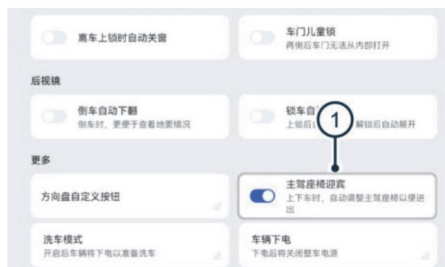 离车上锁时自动关窗
车门儿童锁
两侧后车门无法从内部打开
后视镜
倒车自动下翻
倒车时，更便于查看地面情况
锁车自
上锁后
解锁后自动展开
1
更多
方向盘自定义按钮
主驾座椅迎宾
上下车时，自动调整主驾座椅以便进
出
洗车模式
开启后车辆将下电以准备洗车
车辆下电
下电后将关闭整车电源